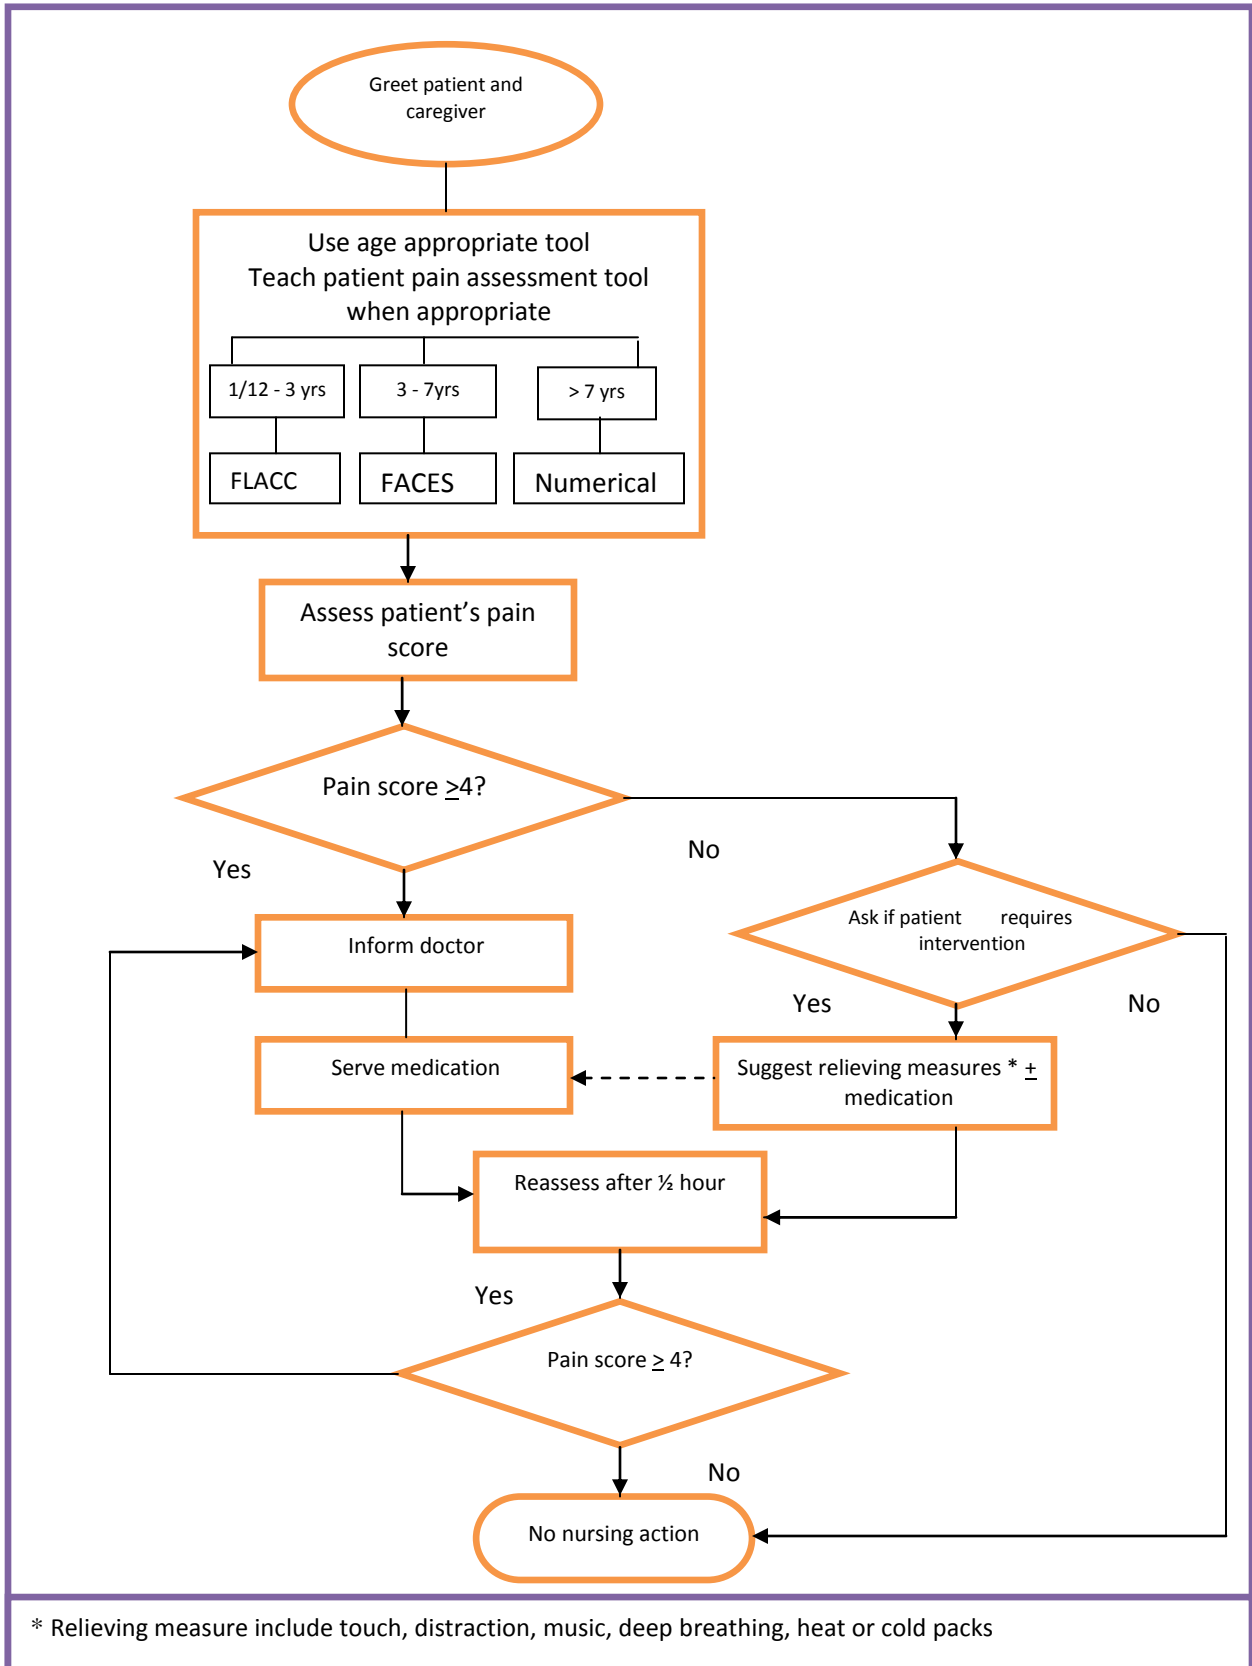 Greet patient and
caregiver
Use age appropriate tool
Teach patient pain assessment tool
when appropriate
1/12 - 3 yrs
3 - 7yrs
> 7 yrs
FLACC
FACES
Numerical
Assess patient’s pain
score
Pain score ≥4?
Yes
No
Ask if patient requires
intervention
Inform doctor
Yes
No
Serve medication
Suggest relieving measures * ±
medication
Reassess after ½ hour
Yes
Pain score ≥ 4?
No
No nursing action
* Relieving measure include touch, distraction, music, deep breathing, heat or cold packs